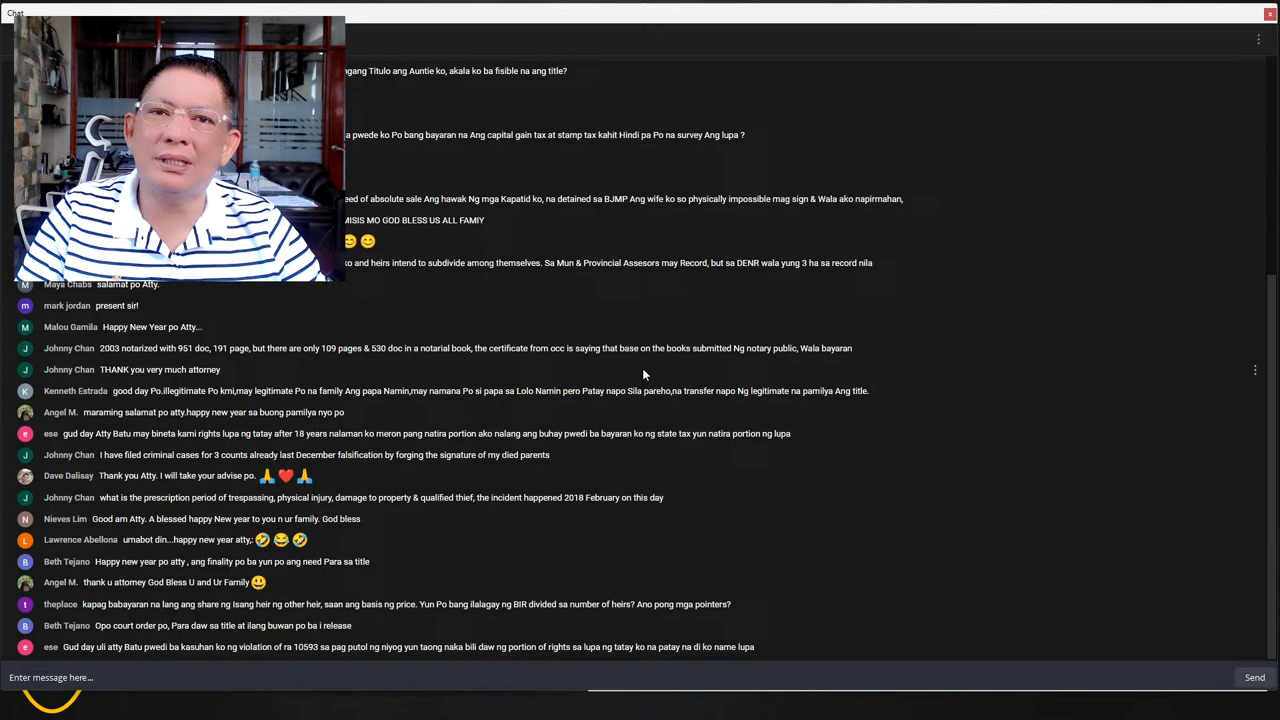 Chat
ngang Titulo ang Auntie ko, akala ko ba fisible na ang title?
a pwede ko Po bang bayaran na Ang capital gain tax at stamp tax kahit Hindi pa Po na survey Ang lupa ?
eed of absolute sale Ang hawak Ng mga Kapatid ko, na detained sa BJMP Ang wife ko so physically impossible mag sign & Wala ako napirmahan,
MISIS MO GOD BLESS US ALL FAMIY
😊 😊
ko and heirs intend to subdivide among themselves. Sa Mun & Provincial Assesors may Record, but sa DENR wala yung 3 ha sa record nila
M Maya Chabs salamat po Atty.
m mark jordan present sir!
M Malou Gamila Happy New Year po Atty...
J Johnny Chan 2003 notarized with 951 doc, 191 page, but there are only 109 pages & 530 doc in a notarial book, the certificate from occ is saying that base on the books submitted Ng notary public, Wala bayaran
J Johnny Chan THANK you very much attorney
K Kenneth Estrada good day Po.illegitimate Po kmi,may legitimate Po na family Ang papa Namin,may namana Po si papa sa Lolo Namin pero Patay napo Sila pareho,na transfer napo Ng legitimate na pamilya Ang title.
Angel M. maraming salamat po atty.happy new year sa buong pamilya nyo po
e ese gud day Atty Batu may bineta kami rights lupa ng tatay after 18 years nalaman ko meron pang natira portion ako nalang ang buhay pwedi ba bayaran ko ng state tax yun natira portion ng lupa
J Johnny Chan I have filed criminal cases for 3 counts already last December falsification by forging the signature of my died parents
Dave Dalisay Thank you Atty. I will take your advise po. 🙏 ❤️ 🙏
J Johnny Chan what is the prescription period of trespassing, physical injury, damage to property & qualified thief, the incident happened 2018 February on this day
N Nieves Lim Good am Atty. A blessed happy New year to you n ur family. God bless
L Lawrence Abellona umabot din...happy new year atty,: 🤣 😂 🤣
B Beth Tejano Happy new year po atty , ang finality po ba yun po ang need Para sa title
Angel M. thank u attorney God Bless U and Ur Family 😃
t theplace kapag babayaran na lang ang share ng Isang heir ng other heir, saan ang basis ng price. Yun Po bang ilalagay ng BIR divided sa number of heirs? Ano pong mga pointers?
B Beth Tejano Opo court order po, Para daw sa title at ilang buwan po ba i release
e ese Gud day uli atty Batu pwedi ba kasuhan ko ng violation of ra 10593 sa pag putol ng niyog yun taong naka bili daw ng portion of rights sa lupa ng tatay ko na patay na di ko name lupa
Enter message here...
Send